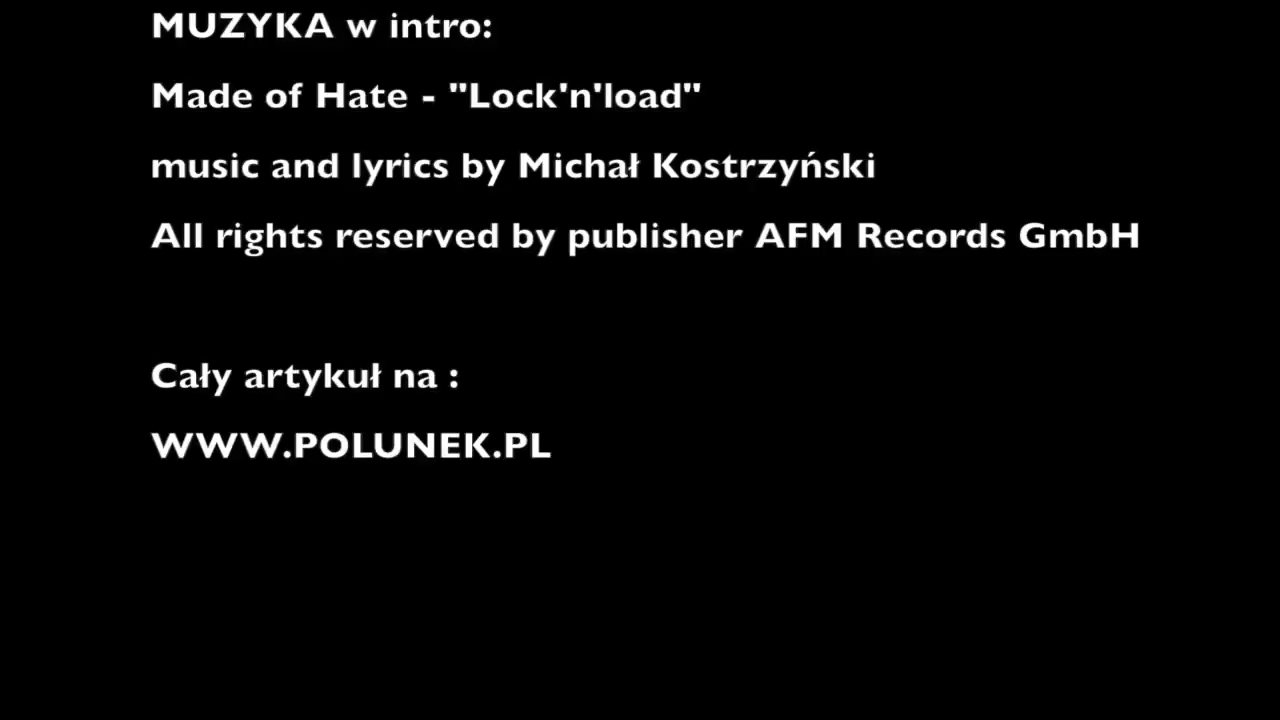 MUZYKA w intro:
Made of Hate - "Lock'n'load"
music and lyrics by Michał Kostrzyński
All rights reserved by publisher AFM Records GmbH
Cały artykuł na :
WWW.POLUNEK.PL